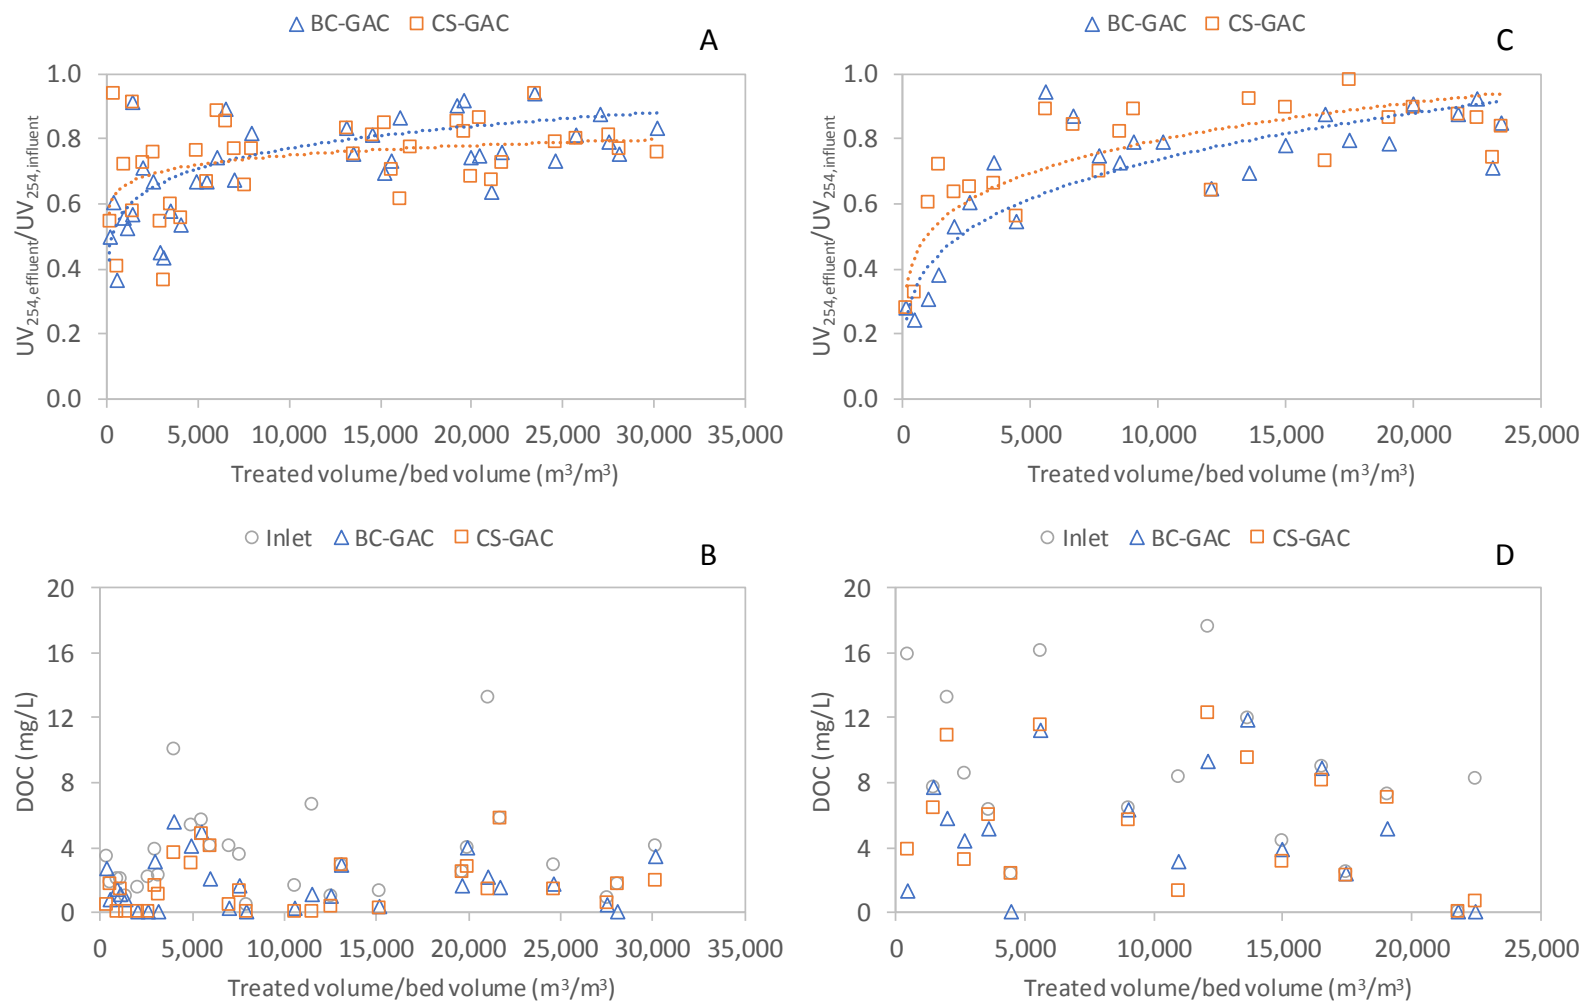 BC-GAC CS-GAC
A
1.0
0.8
0.6
0.4
0.2
0.0
UV254,effluent/UV254,influent
0 5,000 10,000 15,000 20,000 25,000 30,000 35,000
Treated volume/bed volume (m³/m³)
BC-GAC CS-GAC
C
1.0
0.8
0.6
0.4
0.2
0.0
UV254,effluent/UV254,influent
0 5,000 10,000 15,000 20,000 25,000
Treated volume/bed volume (m³/m³)
Inlet BC-GAC CS-GAC
B
20
16
12
8
4
0
DOC (mg/L)
0 5,000 10,000 15,000 20,000 25,000 30,000 35,000
Treated volume/bed volume (m³/m³)
Inlet BC-GAC CS-GAC
D
20
16
12
8
4
0
DOC (mg/L)
0 5,000 10,000 15,000 20,000 25,000
Treated volume/bed volume (m³/m³)